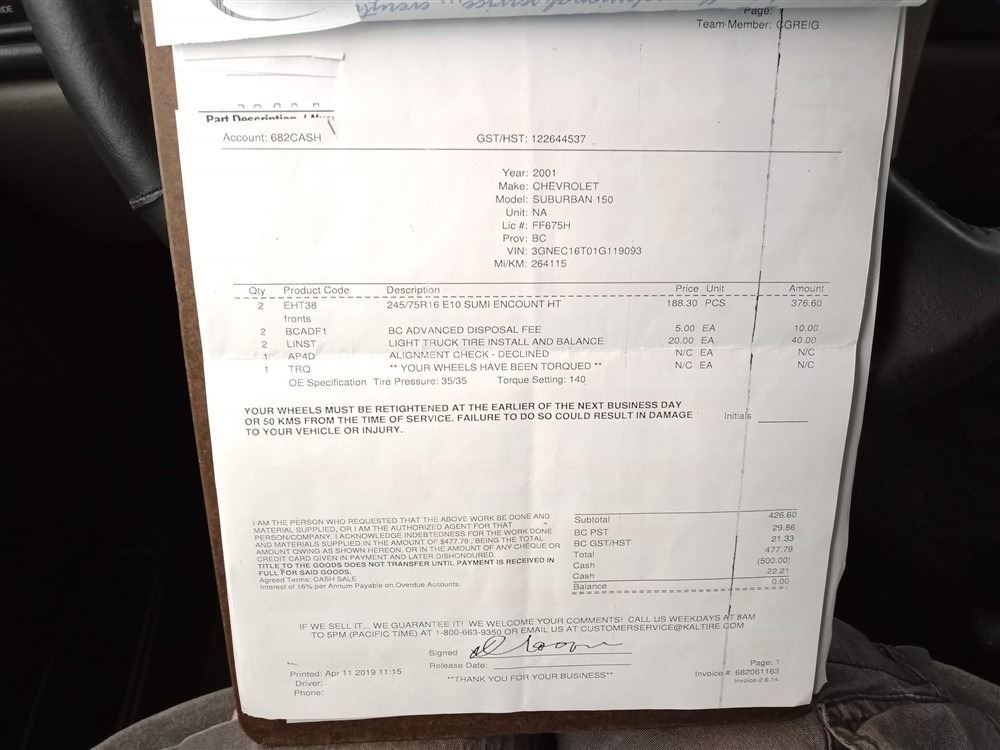 Page: 1
Team Member: CGREIG
Part Description /
Account: 682CASH GST/HST: 122644537
Year: 2001
Make: CHEVROLET
Model: SUBURBAN 150
Unit: NA
Lic #: FF675H
Prov: BC
VIN: 3GNEC16T01G119093
Mi/KM: 264115
Qty Product Code Description Price Unit Amount
2 EHT38 245/75R16 E10 SUMI ENCOUNT HT 188.30 PCS 376.60
fronts
2 BCADF1 BC ADVANCED DISPOSAL FEE 5.00 EA 10.00
2 LINST LIGHT TRUCK TIRE INSTALL AND BALANCE 20.00 EA 40.00
1 AP4D ALIGNMENT CHECK - DECLINED N/C EA N/C
1 TRQ ** YOUR WHEELS HAVE BEEN TORQUED ** N/C EA N/C
OE Specification Tire Pressure: 35/35 Torque Setting: 140
YOUR WHEELS MUST BE RETIGHTENED AT THE EARLIER OF THE NEXT BUSINESS DAY
OR 50 KMS FROM THE TIME OF SERVICE. FAILURE TO DO SO COULD RESULT IN DAMAGE Initials
TO YOUR VEHICLE OR INJURY.
I AM THE PERSON WHO REQUESTED THAT THE ABOVE WORK BE DONE AND
MATERIAL SUPPLIED, OR I AM THE AUTHORIZED AGENT FOR THAT
PERSON/COMPANY. I ACKNOWLEDGE INDEBTEDNESS FOR THE WORK DONE
AND MATERIALS SUPPLIED IN THE AMOUNT OF $477.79 , BEING THE TOTAL
AMOUNT OWING AS SHOWN HEREON, OR IN THE AMOUNT OF ANY CHEQUE OR
CREDIT CARD GIVEN IN PAYMENT AND LATER DISHONOURED.
TITLE TO THE GOODS DOES NOT TRANSFER UNTIL PAYMENT IS RECEIVED IN
FULL FOR SAID GOODS.
Agreed Terms: CASH SALE
Interest of 16% per Annum Payable on Overdue Accounts.
Subtotal 426.60
BC PST 29.86
BC GST/HST 21.33
Total 477.79
Cash (500.00)
Cash 22.21
Balance 0.00
IF WE SELL IT... WE GUARANTEE IT! WE WELCOME YOUR COMMENTS! CALL US WEEKDAYS AT 8AM
TO 5PM (PACIFIC TIME) AT 1-800-663-9350 OR EMAIL US AT CUSTOMERSERVICE@KALTIRE.COM
Signed
Release Date:
**THANK YOU FOR YOUR BUSINESS**
Printed: Apr 11 2019 11:15
Driver:
Phone:
Page: 1
Invoice #: 682061163
Invoice-2.6.14